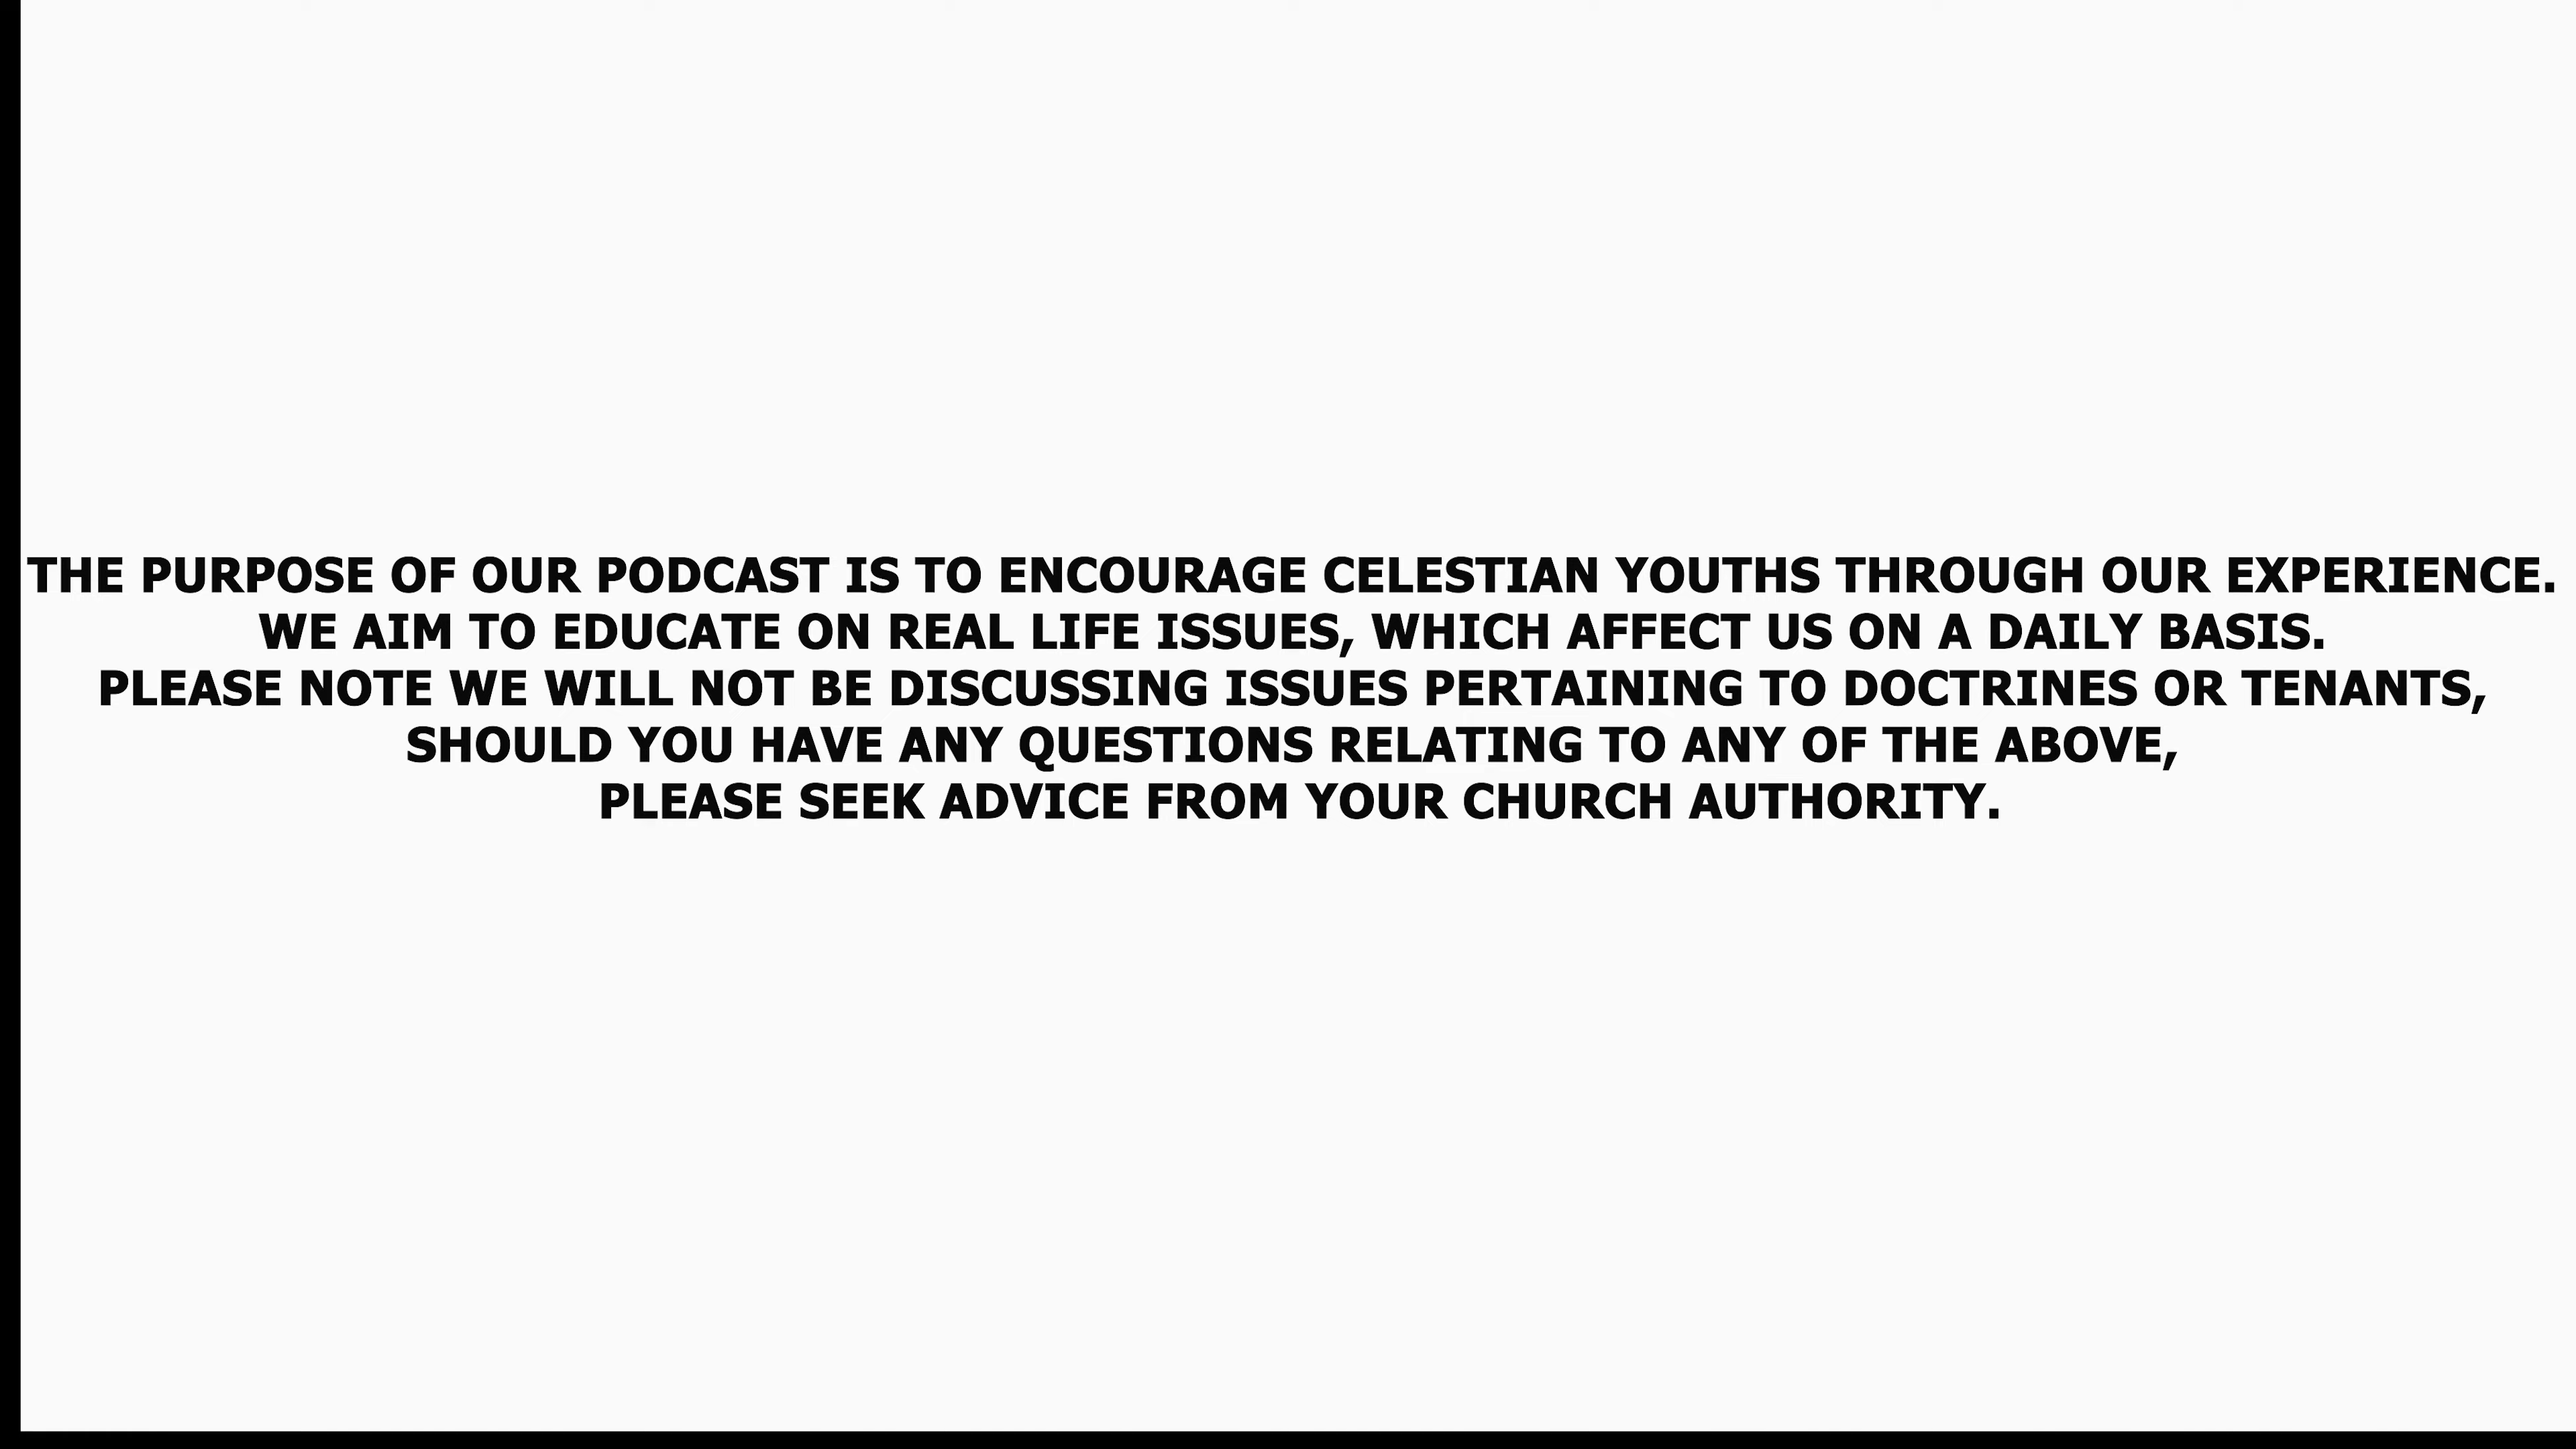 THE PURPOSE OF OUR PODCAST IS TO ENCOURAGE CELESTIAN YOUTHS THROUGH OUR EXPERIENCE.
WE AIM TO EDUCATE ON REAL LIFE ISSUES, WHICH AFFECT US ON A DAILY BASIS.
PLEASE NOTE WE WILL NOT BE DISCUSSING ISSUES PERTAINING TO DOCTRINES OR TENANTS,
SHOULD YOU HAVE ANY QUESTIONS RELATING TO ANY OF THE ABOVE,
PLEASE SEEK ADVICE FROM YOUR CHURCH AUTHORITY.